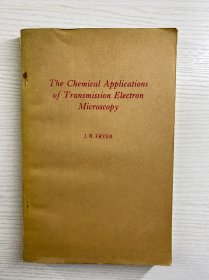 The Chemical Applications
of Transmission Electron
Microscopy
J. R. FRYER